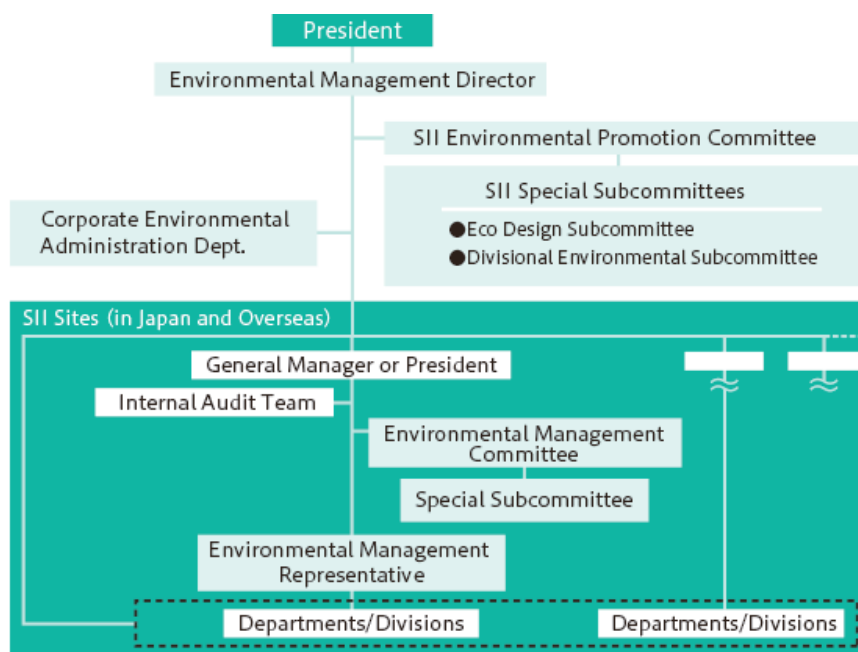 President
Environmental Management Director
SII Environmental Promotion Committee
SII Special Subcommittees
●Eco Design Subcommittee
●Divisional Environmental Subcommittee
Corporate Environmental
Administration Dept.
SII Sites (in Japan and Overseas)
General Manager or President
Internal Audit Team
Environmental Management
Committee
Special Subcommittee
Environmental Management
Representative
Departments/Divisions
Departments/Divisions